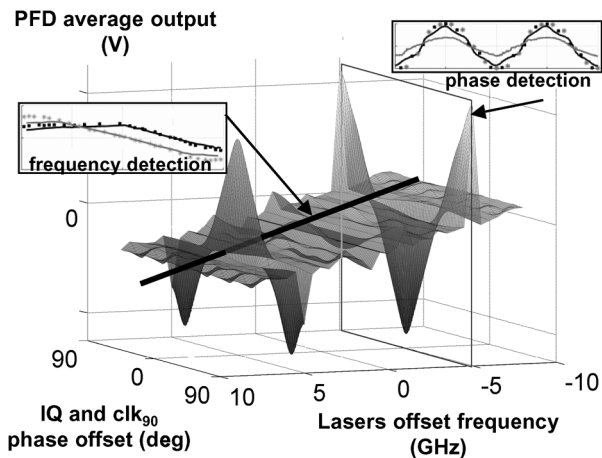 PFD average output
(V)
phase detection
frequency detection
0
90
0
90
10
5
0
-5
-10
IQ and clk90
phase offset (deg)
Lasers offset frequency
(GHz)